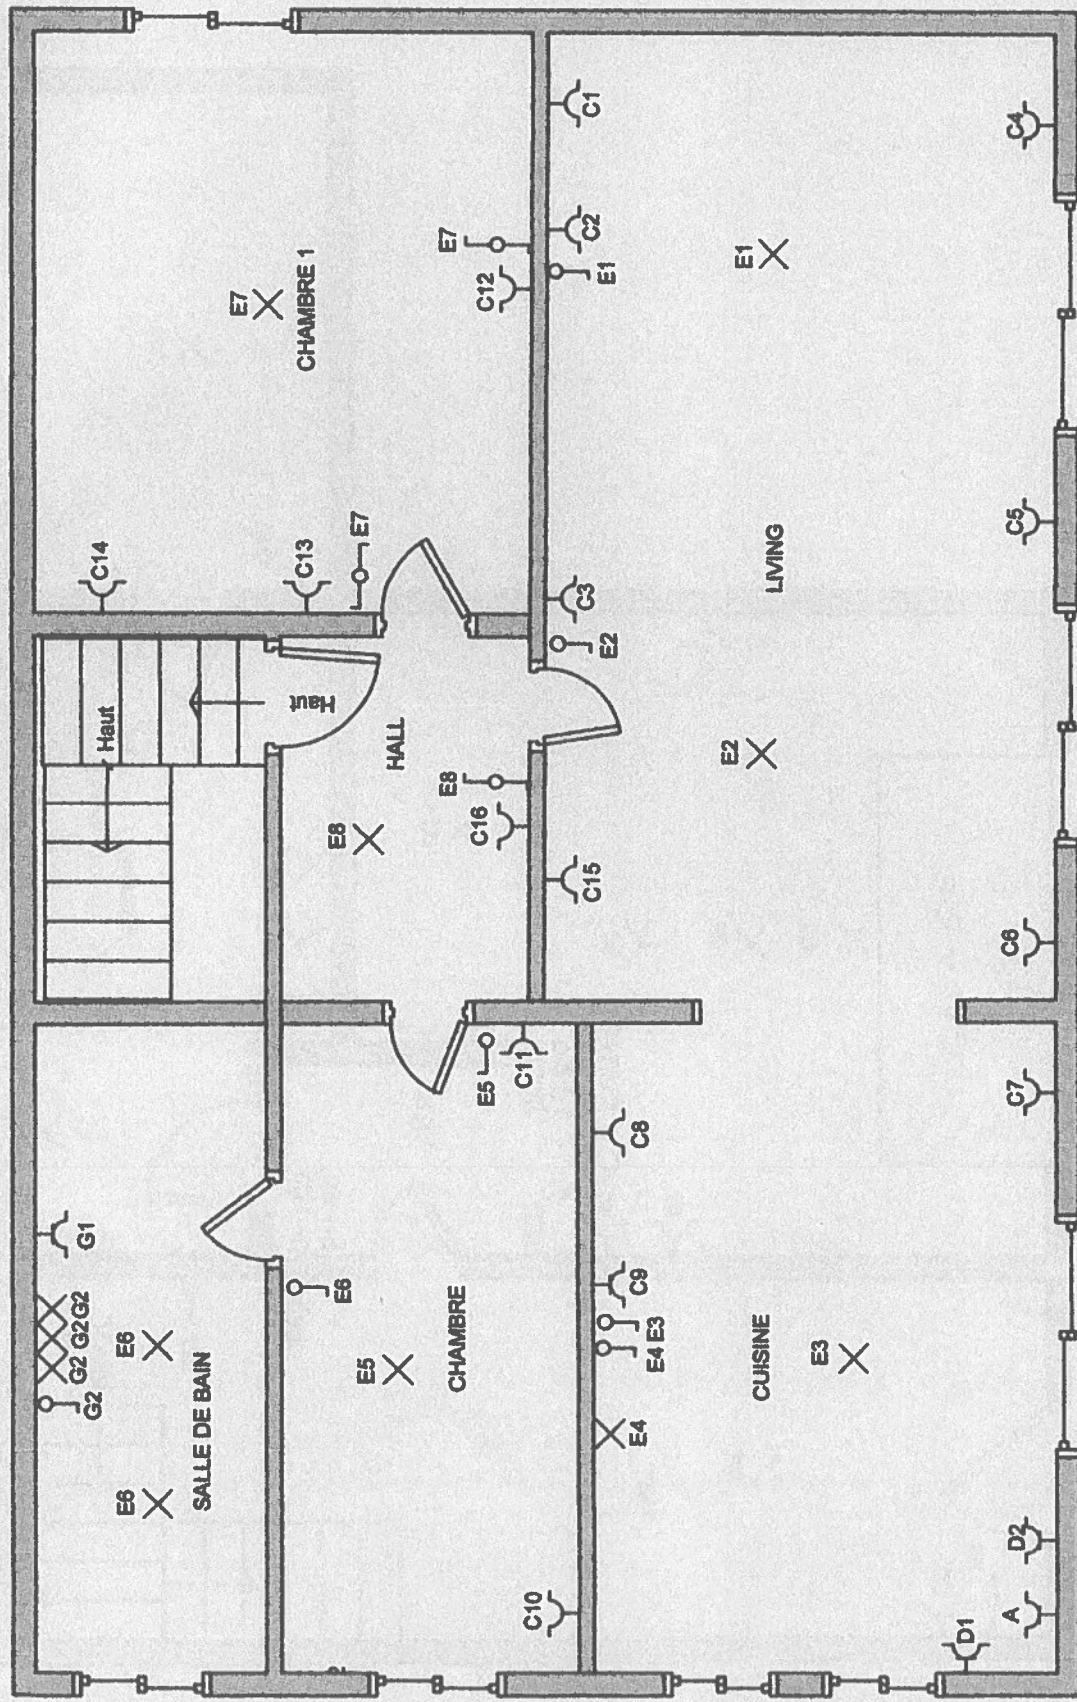 C14
C13
E7
E7
CHAMBRE 1
E7
C12
C1
C2
E1
E1
C4
Haut
Haut
HALL
E8
E8
C16
C3
E2
C15
E2
LIVING
C5
C6
G1
G2
G2
G2
G2
E6
E6
SALLE DE BAIN
E6
E5
E5
CHAMBRE
C11
C10
C8
C9
E3
E4
E4
CUISINE
E3
C7
D2
A
D1